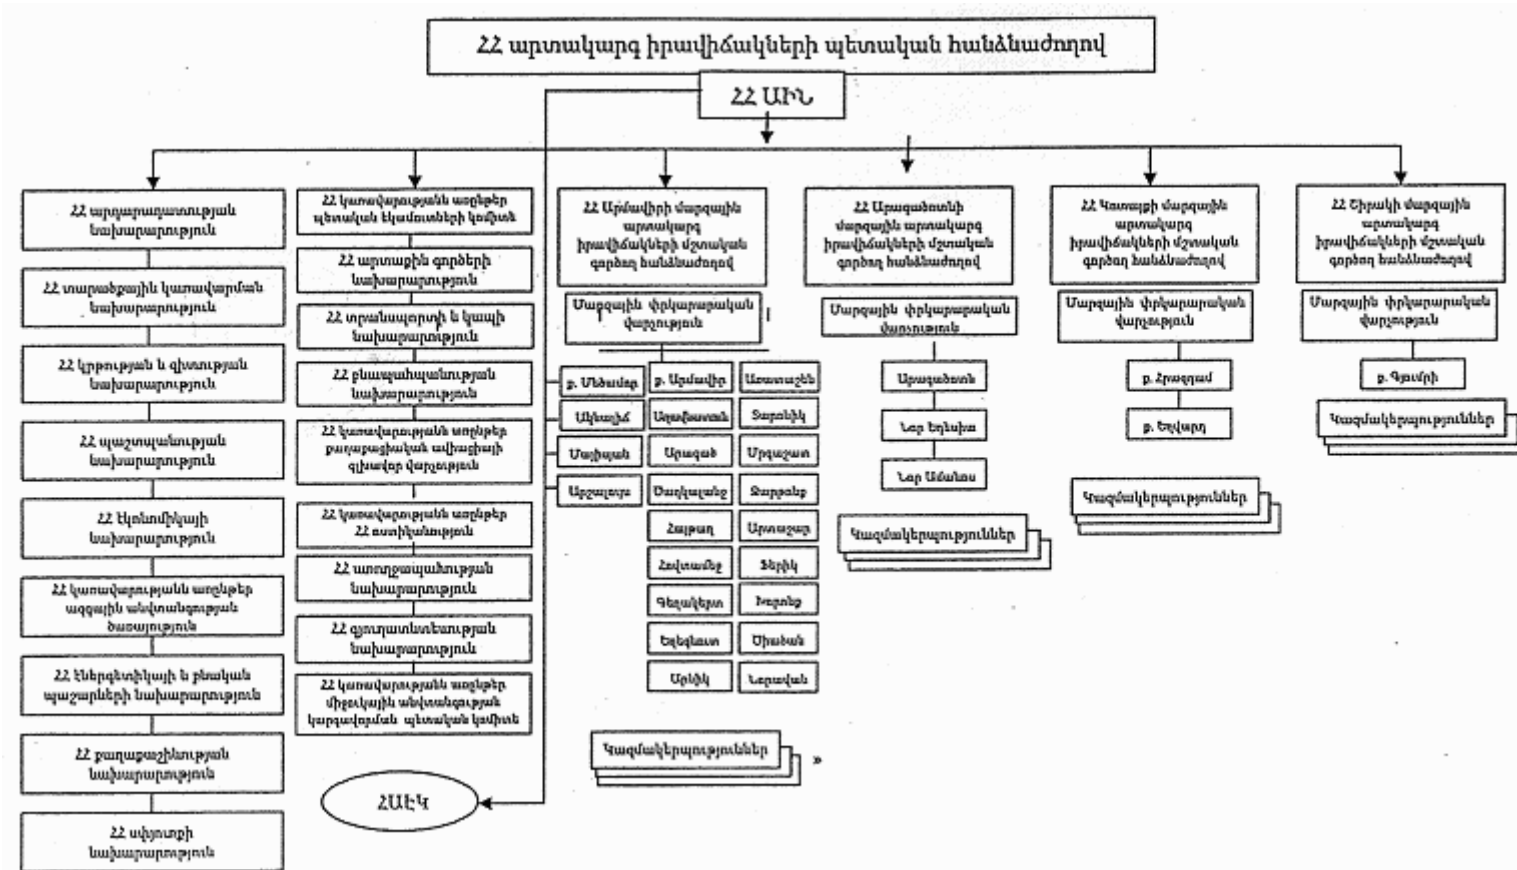 ՀՀ արտակարգ իրավիճակների պետական հանձնաժողով
ՀՀ ԱԻՆ
ՀՀ արդարադատության
նախարարություն
ՀՀ տարածքային կառավարման
նախարարություն
ՀՀ կրթության և գիտության
նախարարություն
ՀՀ պաշտպանության
նախարարություն
ՀՀ էկոնոմիկայի
նախարարություն
ՀՀ կառավարությանն առընթեր
ազգային անվտանգության
ծառայություն
ՀՀ էներգետիկայի և բնական
պաշարների նախարարություն
ՀՀ քաղաքաշինության
նախարարություն
ՀՀ սփյուռքի
նախարարություն
ՀՀ կառավարությանն առընթեր
պետական եկամուտների կոմիտե
ՀՀ արտաքին գործերի
նախարարություն
ՀՀ տրանսպորտի և կապի
նախարարություն
ՀՀ բնապահպանության
նախարարություն
ՀՀ կառավարությանն առընթեր
քաղաքացիական ավիացիայի
գլխավոր վարչություն
ՀՀ կառավարությանն առընթեր
ՀՀ ոստիկանություն
ՀՀ առողջապահության
նախարարություն
ՀՀ գյուղատնտեսության
նախարարություն
ՀՀ կառավարությանն առընթեր
միջուկային անվտանգության
կարգավորման պետական կոմիտե
ՀԱԷԿ
ՀՀ Արմավիրի մարզային
արտակարգ
իրավիճակների մշտական
գործող հանձնաժողով
Մարզային փրկարարական
վարչություն
ք. Մեծամոր
Ակնալիճ
Մայիսյան
Արշալույս
ք. Արմավիր
Աղավնատուն
Արագած
Ծաղկալանջ
Հայթաղ
Հովտամեջ
Գեղակերտ
Եղեգնուտ
Արևիկ
Առատաշեն
Տարոնիկ
Մրգաշատ
Ջարթոնք
Արտաշար
Ֆերիկ
Խորոնք
Ծիածան
Նորավան
Կազմակերպություններ
»
ՀՀ Արագածոտնի
մարզային արտակարգ
իրավիճակների մշտական
գործող հանձնաժողով
Մարզային փրկարարական
վարչություն
Արագածոտն
Նոր Եդեսիա
Նոր Ամանոս
Կազմակերպություններ
ՀՀ Կոտայքի մարզային
արտակարգ
իրավիճակների մշտական
գործող հանձնաժողով
Մարզային փրկարարական
վարչություն
ք. Հրազդամ
ք. Եղվարդ
Կազմակերպություններ
ՀՀ Շիրակի մարզային
արտակարգ
իրավիճակների մշտական
գործող հանձնաժողով
Մարզային փրկարարական
վարչություն
ք. Գյումրի
Կազմակերպություններ